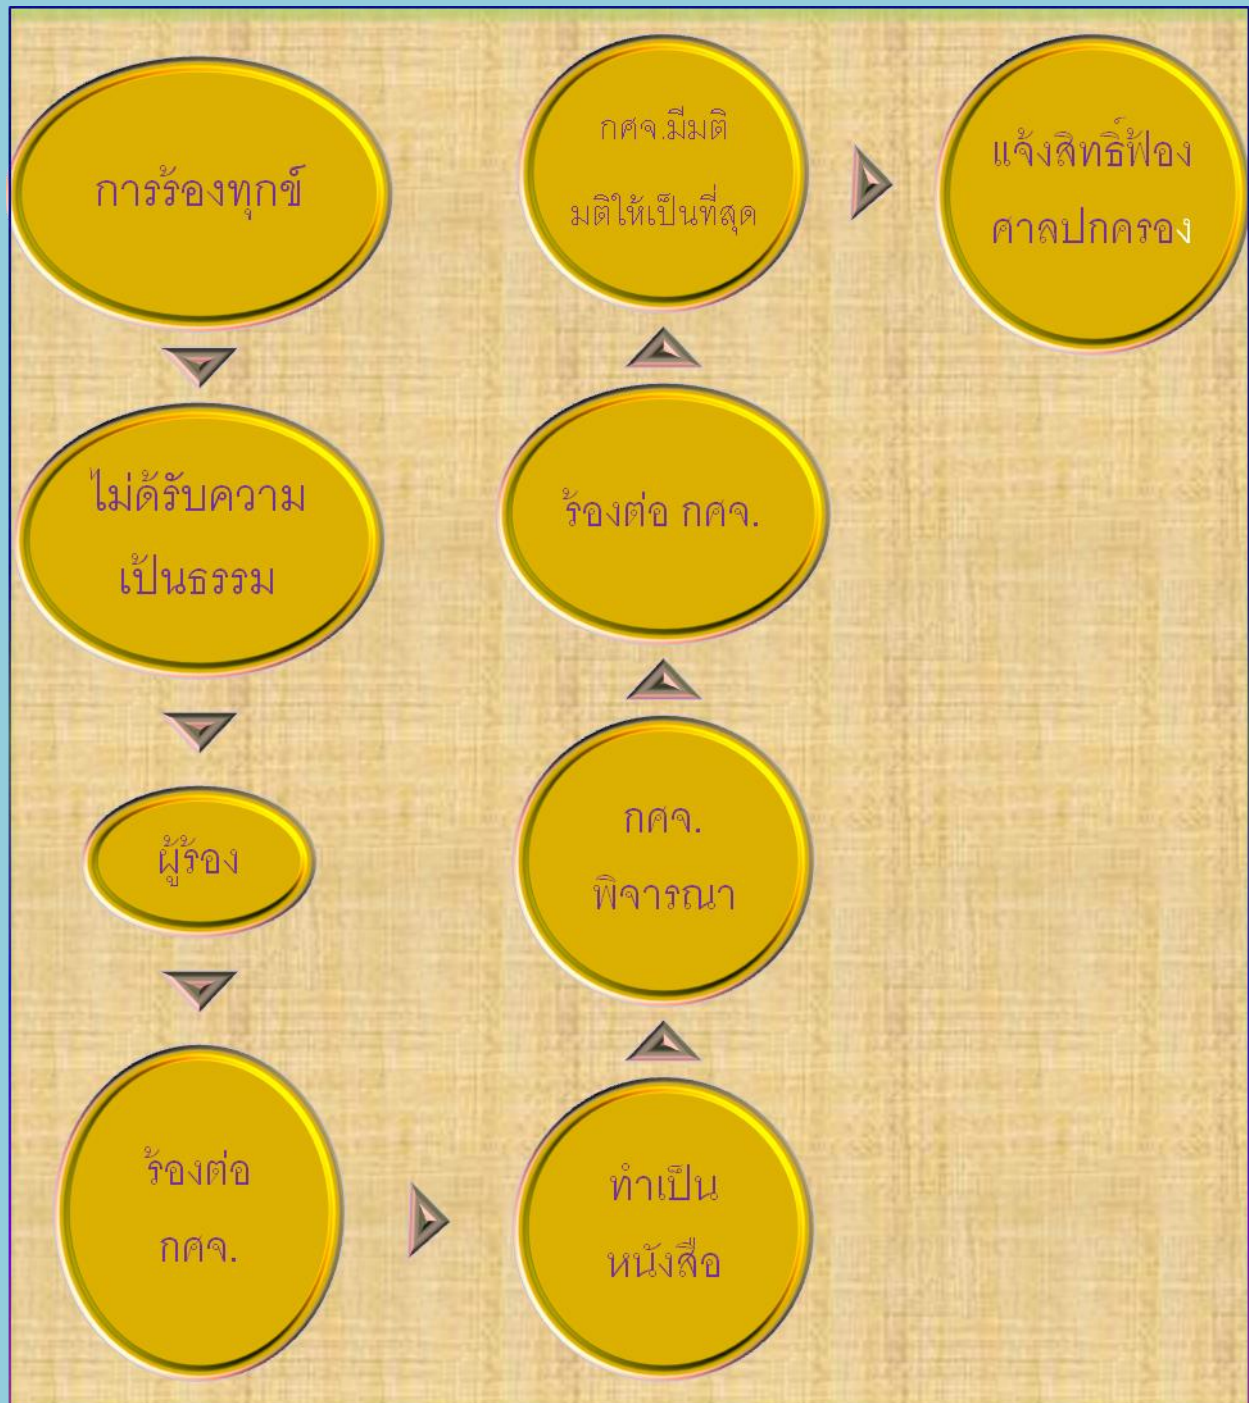 การร้องทุกข์
ไม่ด้รับความ
เป้นธรรม
ผู้ร้อง
ร้องต่อ
กศจ.
ทำเป็น
หนังสือ
กศจ.
พิจารณา
ร้องต่อ กศจ.
กศจ.มีมติ
มติให้เป็นที่สุด
แจ้งสิทธิ์ฟ้อง
ศาลปกครอง